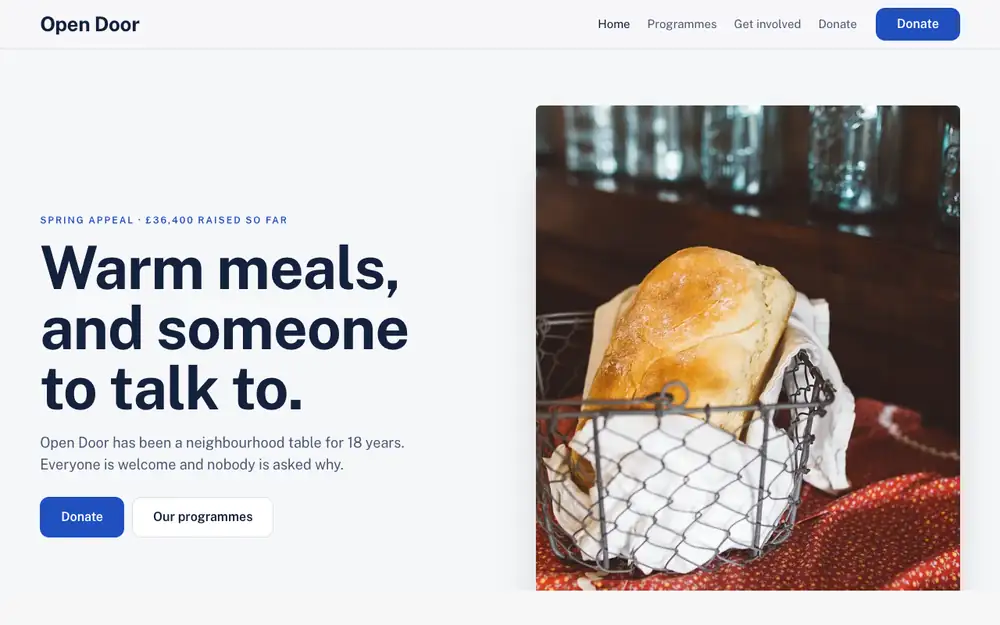 Open Door
Home
Programmes
Get involved
Donate
Donate
SPRING APPEAL · £36,400 RAISED SO FAR
Warm meals,
and someone
to talk to.
Open Door has been a neighbourhood table for 18 years.
Everyone is welcome and nobody is asked why.
Donate
Our programmes